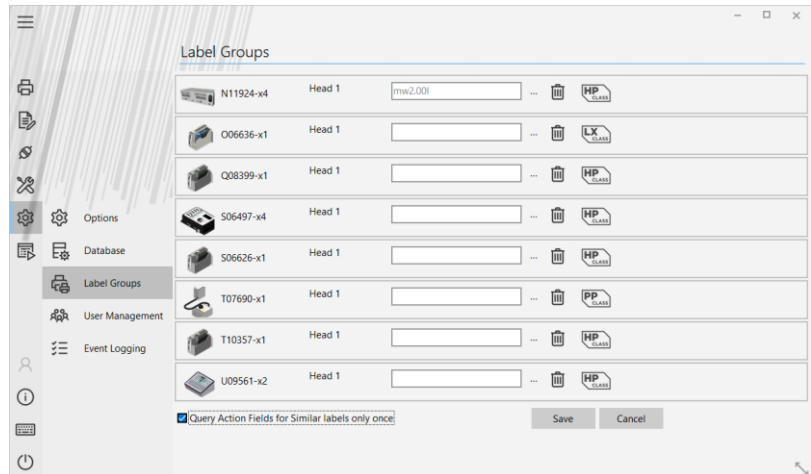 Label Groups
N11924-x4 Head 1 mw2.00l ... HP CLASS
O06636-x1 Head 1 ... LX CLASS
Q08399-x1 Head 1 ... HP CLASS
Options S06497-x4 Head 1 ... HP CLASS
Database S06626-x1 Head 1 ... HP CLASS
Label Groups T07690-x1 Head 1 ... PP CLASS
User Management
Event Logging T10357-x1 Head 1 ... HP CLASS
U09561-x2 Head 1 ... HP CLASS
Query Action Fields for Similar labels only once Save Cancel